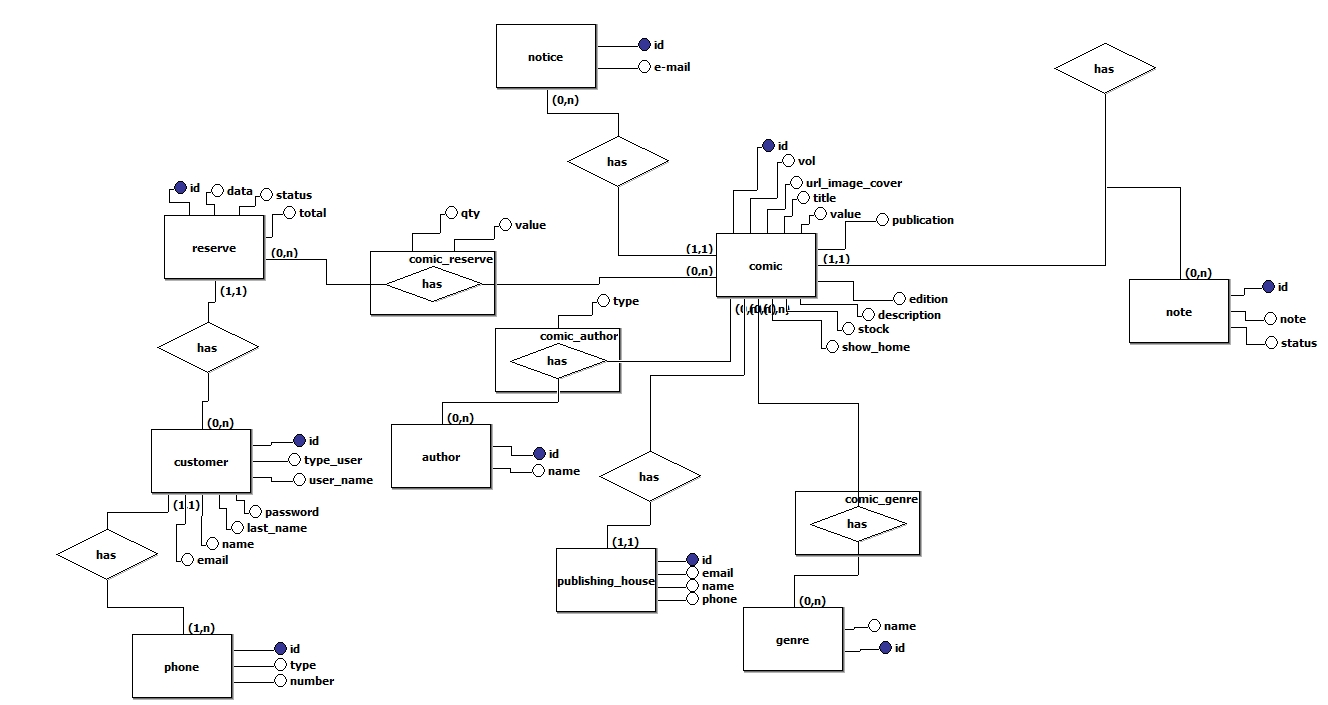 notice
id
e-mail
(0,n)
has
has
id
vol
url_image_cover
title
value
publication
comic
(1,1)
(0,n)
(1,1)
edition
description
stock
show_home
id
data
status
total
reserve
(0,n)
(1,1)
qty
value
comic_reserve
has
type
comic_author
has
(0,n)
id
note
status
note
has
(0,n)
customer
id
type_user
user_name
(1,1)
password
last_name
name
email
(0,n)
author
id
name
has
has
(1,1)
publishing_house
id
email
name
phone
comic_genre
has
(0,n)
genre
name
id
(1,n)
phone
id
type
number